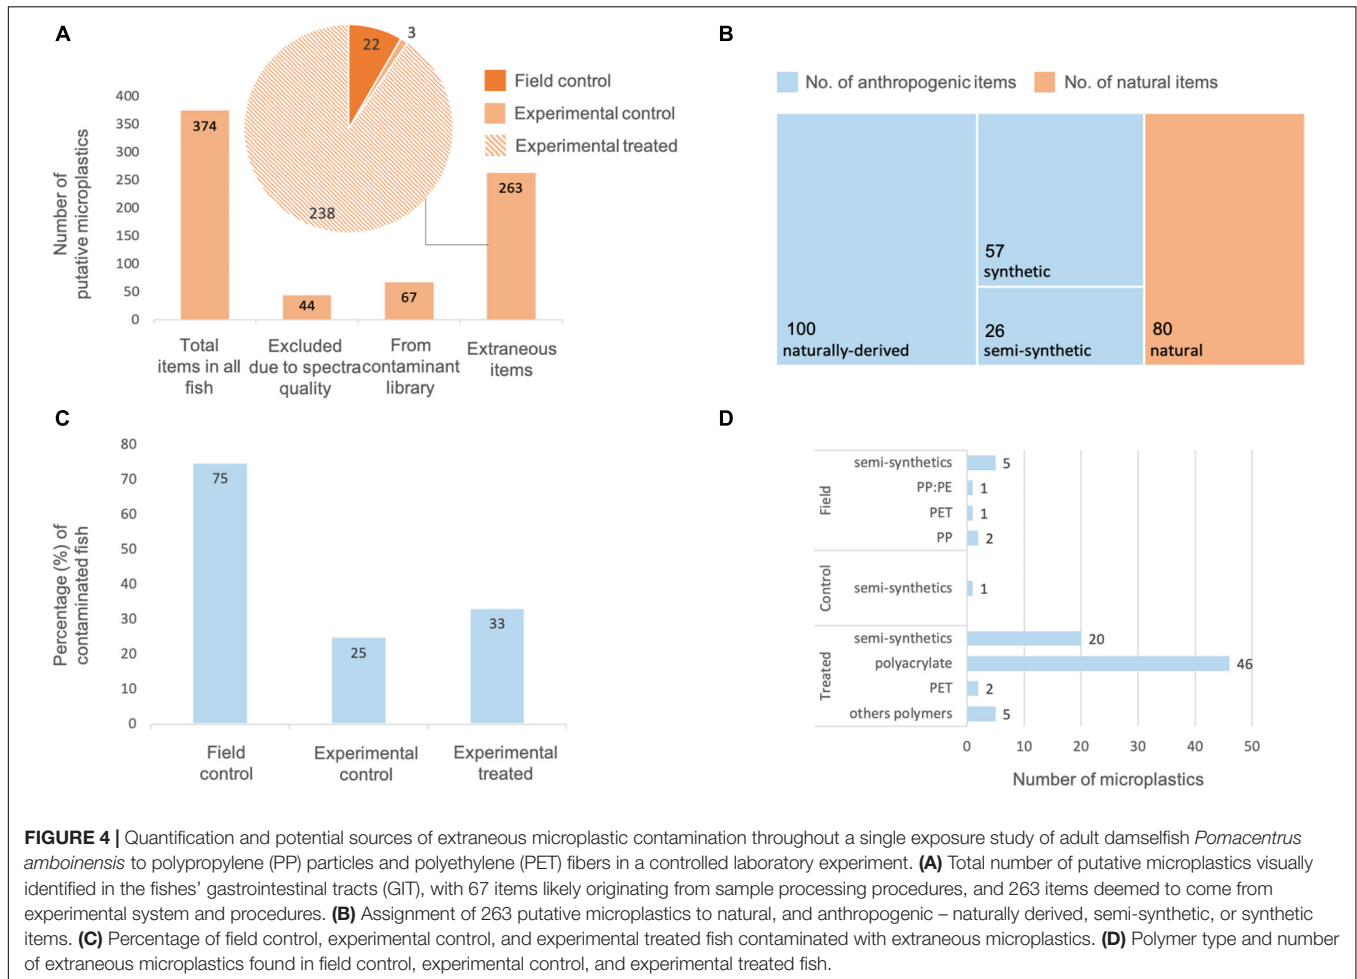 A
22
3
238
Field control
Experimental control
Experimental treated
Number of
putative microplastics
400
350
300
250
200
150
100
50
0
374
44
67
263
Total
items in all
fish
Excluded
due to spectra
quality
From
contaminant
library
Extraneous
items
B
No. of anthropogenic items
No. of natural items
100
naturally-derived
57
synthetic
26
semi-synthetic
80
natural
C
Percentage (%) of
contaminated fish
80
70
60
50
40
30
20
10
0
75
25
33
Field
control
Experimental
control
Experimental
treated
D
Field
semi-synthetics 5
PP:PE 1
PET 1
PP 2
Control
semi-synthetics 1
Treated
semi-synthetics 20
polyacrylate 46
PET 2
others polymers 5
0 10 20 30 40 50
Number of microplastics
FIGURE 4 | Quantification and potential sources of extraneous microplastic contamination throughout a single exposure study of adult damselfish Pomacentrus
amboinensis to polypropylene (PP) particles and polyethylene (PET) fibers in a controlled laboratory experiment. (A) Total number of putative microplastics visually
identified in the fishes' gastrointestinal tracts (GIT), with 67 items likely originating from sample processing procedures, and 263 items deemed to come from
experimental system and procedures. (B) Assignment of 263 putative microplastics to natural, and anthropogenic – naturally derived, semi-synthetic, or synthetic
items. (C) Percentage of field control, experimental control, and experimental treated fish contaminated with extraneous microplastics. (D) Polymer type and number
of extraneous microplastics found in field control, experimental control, and experimental treated fish.